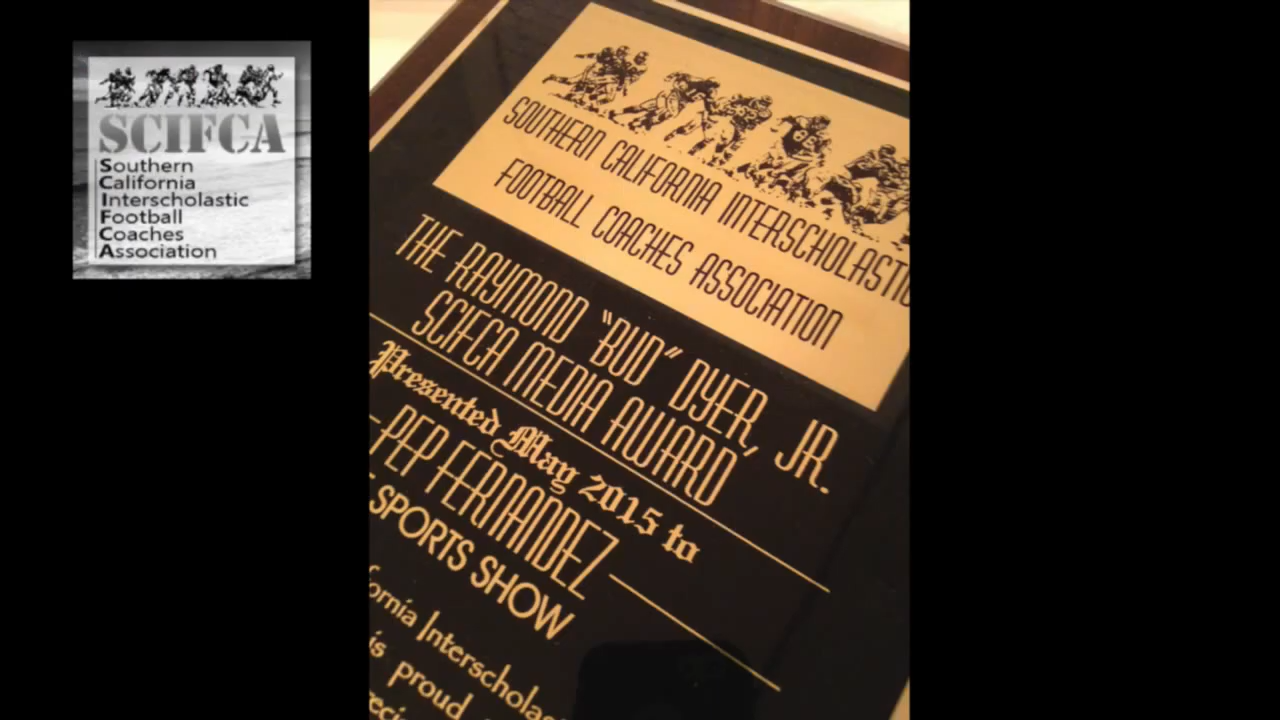 SCIFCA
Southern
California
Interscholastic
Football
Coaches
Association
SOUTHERN CALIFORNIA INTERSCHOLASTIC
FOOTBALL COACHES ASSOCIATION
THE RAYMOND "BUD" DYER, JR.
SCIFCA MEDIA AWARD
Presented May 2015 to
PEP FERNANDEZ
SPORTS SHOW
fornia Interscholas
is proud